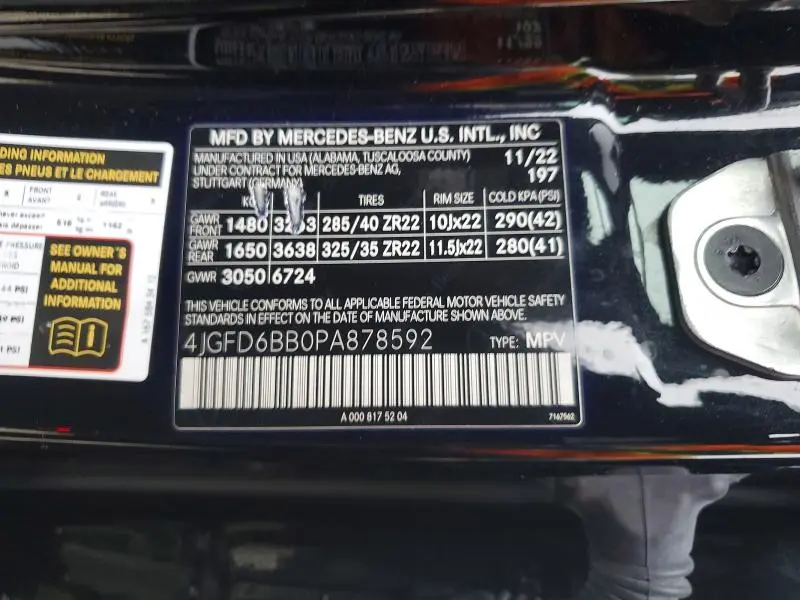 DING INFORMATION
ES PNEUS ET LE CHARGEMENT
FRONT
AVANT
SEE OWNER'S
MANUAL FOR
ADDITIONAL
INFORMATION
MFD BY MERCEDES-BENZ U.S. INTL., INC
MANUFACTURED IN USA (ALABAMA, TUSCALOOSA COUNTY) 11/22
UNDER CONTRACT FOR MERCEDES-BENZ AG, 197
STUTTGART (GERMANY)
TIRES RIM SIZE COLD KPA(PSI)
GAWR FRONT 1480 285/40 ZR22 10Jx22 290(42)
GAWR REAR 1650 3638 325/35 ZR22 11.5Jx22 280(41)
GVWR 3050 6724
THIS VEHICLE CONFORMS TO ALL APPLICABLE FEDERAL MOTOR VEHICLE SAFETY
STANDARDS IN EFFECT ON THE DATE OF MANUFACTURE SHOWN ABOVE.
4JGFD6BB0PA878592 TYPE: MPV
A 000 817 52 04 7167562